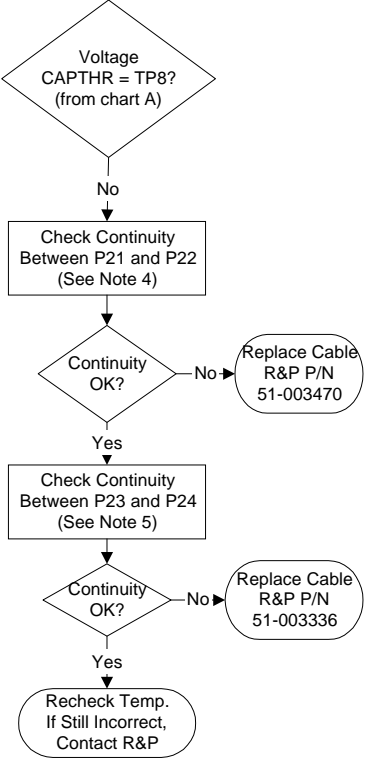 Voltage
CAPTHR = TP8?
(from chart A)
No
Check Continuity
Between P21 and P22
(See Note 4)
Continuity
OK?
No
Replace Cable
R&P P/N
51-003470
Yes
Check Continuity
Between P23 and P24
(See Note 5)
Continuity
OK?
No
Replace Cable
R&P P/N
51-003336
Yes
Recheck Temp.
If Still Incorrect,
Contact R&P